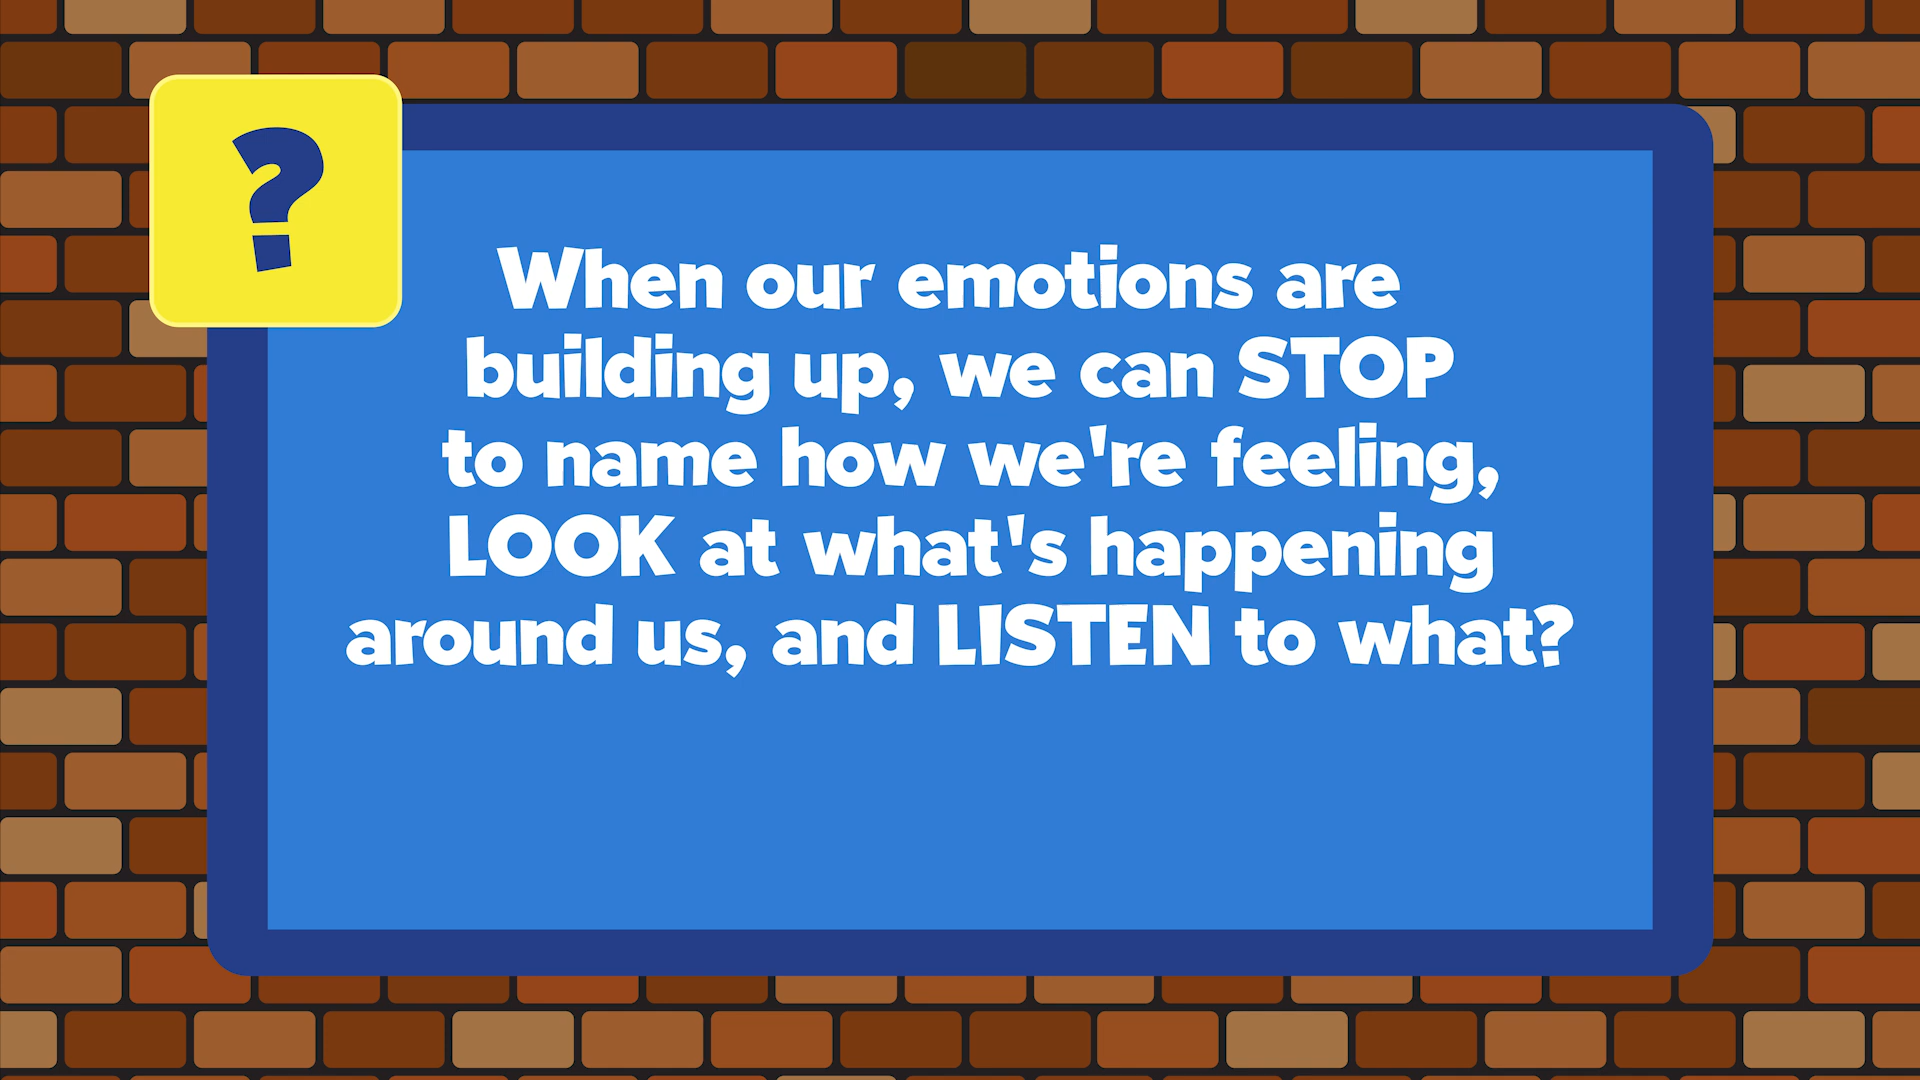 ?
When our emotions are
building up, we can STOP
to name how we're feeling,
LOOK at what's happening
around us, and LISTEN to what?